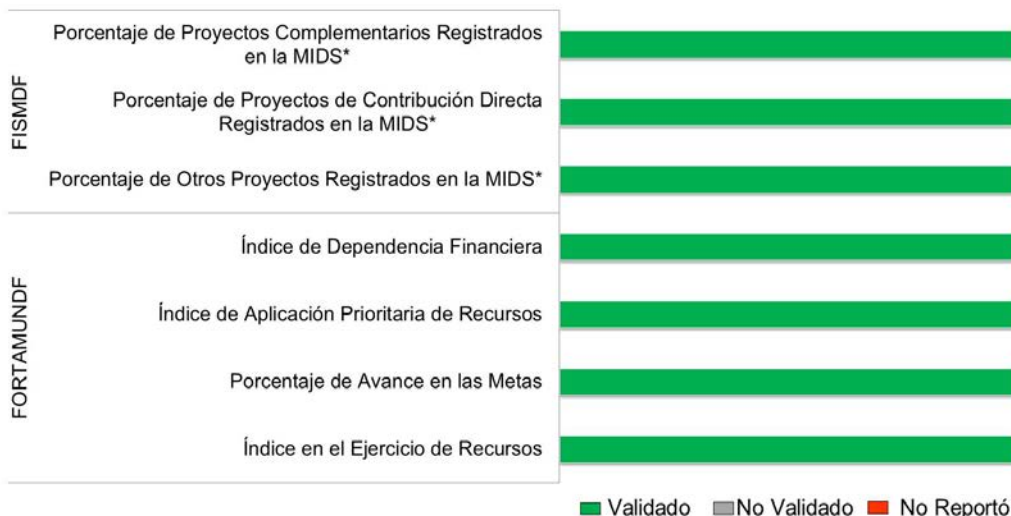 FISMDF
Porcentaje de Proyectos Complementarios Registrados
en la MIDS*
Porcentaje de Proyectos de Contribución Directa
Registrados en la MIDS*
Porcentaje de Otros Proyectos Registrados en la MIDS*
FORTAMUNDF
Índice de Dependencia Financiera
Índice de Aplicación Prioritaria de Recursos
Porcentaje de Avance en las Metas
Índice en el Ejercicio de Recursos
Validado No Validado No Reportó